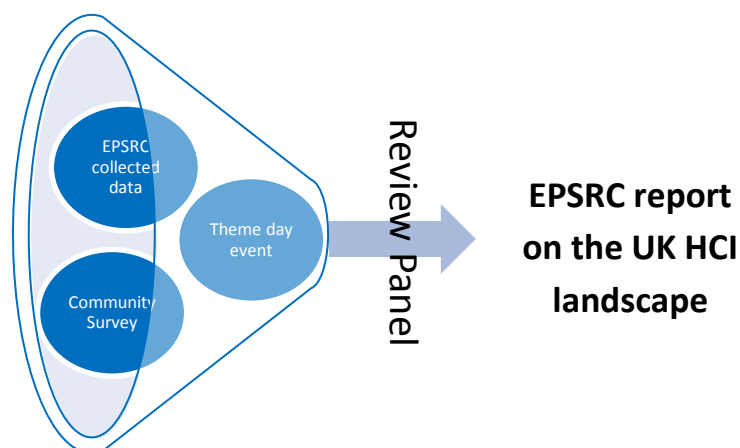 EPSRC
collected
data
Community
Survey
Theme day
event
Review Panel
EPSRC report
on the UK HCI
landscape